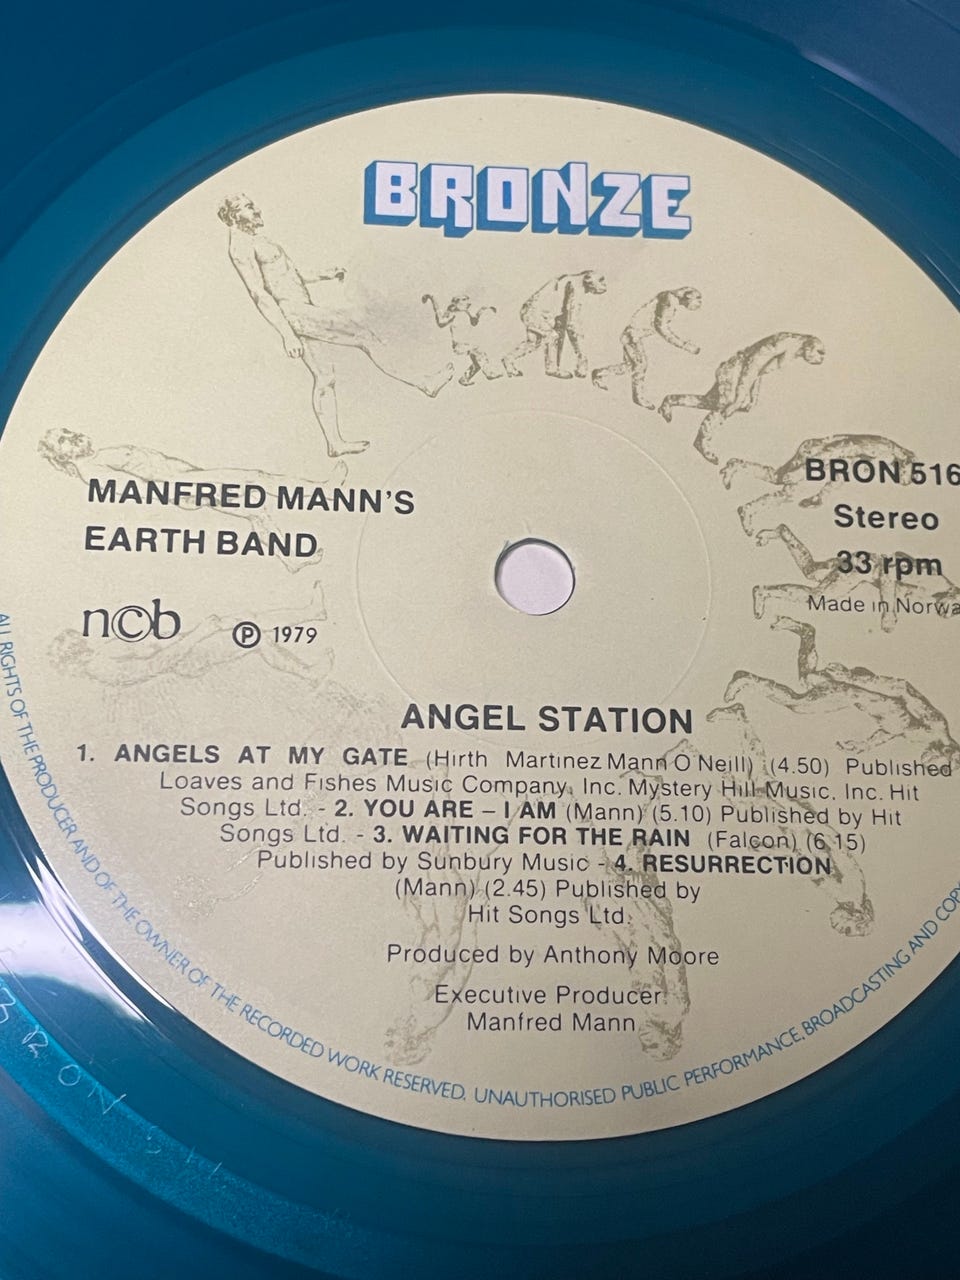 BRONZE
MANFRED MANN'S
EARTH BAND
ncb ℗ 1979
BRON 516
Stereo
33 rpm
Made in Norwa
ANGEL STATION
1. ANGELS AT MY GATE (Hirth Martinez Mann O'Neill) (4.50) Published
Loaves and Fishes Music Company, Inc. Mystery Hill Music, Inc. Hit
Songs Ltd. - 2. YOU ARE – I AM (Mann) (5.10) Published by Hit
Songs Ltd - 3. WAITING FOR THE RAIN (Falcon) (6.15)
Published by Sunbury Music - 4. RESURRECTION
(Mann) (2.45) Published by
Hit Songs Ltd.
Produced by Anthony Moore
Executive Producer
Manfred Mann
ALL RIGHTS OF THE PRODUCER AND OF THE OWNER OF THE RECORDED WORK RESERVED. UNAUTHORISED PUBLIC PERFORMANCE, BROADCASTING AND COPY
BRON